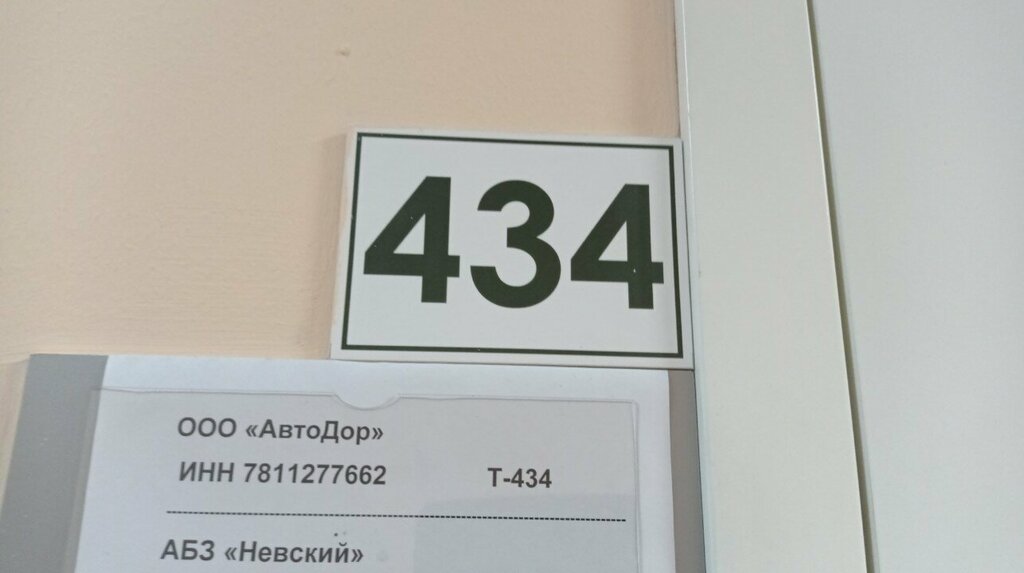 434
ООО «АвтоДор»
ИНН 7811277662 Т-434
АБЗ «Невский»